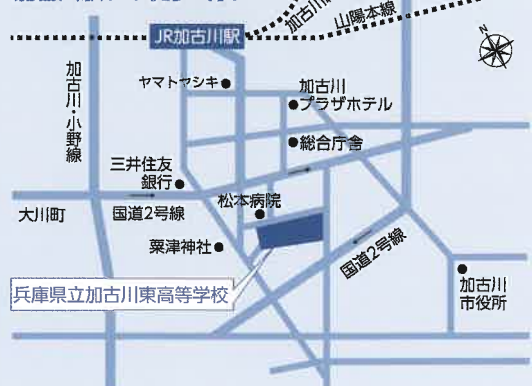 加古川
山陽本線
JR加古川駅
N
ヤマトヤシキ
加古川
プラザホテル
加古川・小野線
総合庁舎
三井住友
銀行
松本病院
大川町
国道2号線
粟津神社
国道2号線
兵庫県立加古川東高等学校
加古川
市役所